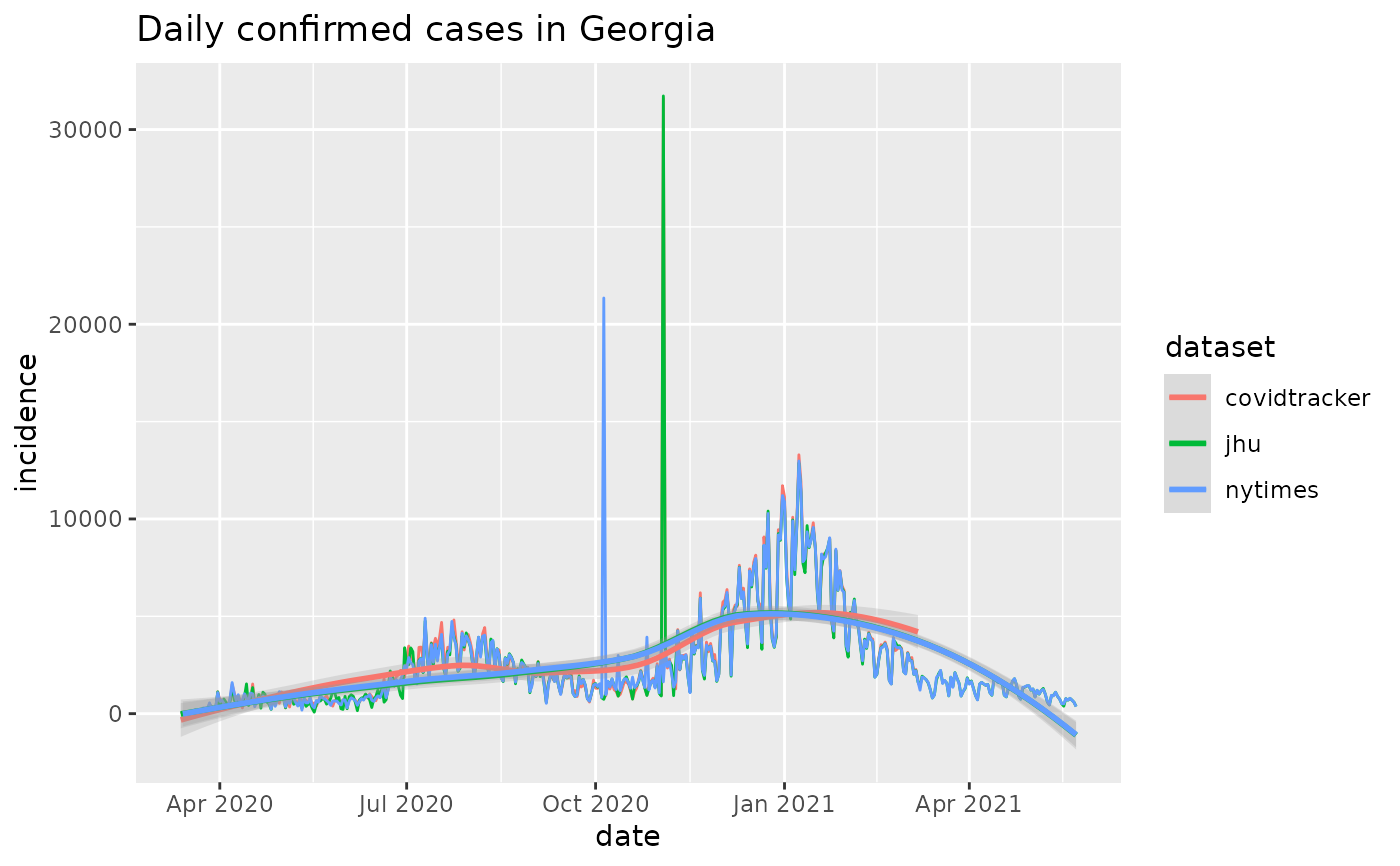 Daily confirmed cases in Georgia
30000
20000
10000
0
incidence
Apr 2020
Jul 2020
Oct 2020
Jan 2021
Apr 2021
date
dataset
covidtracker
jhu
nytimes